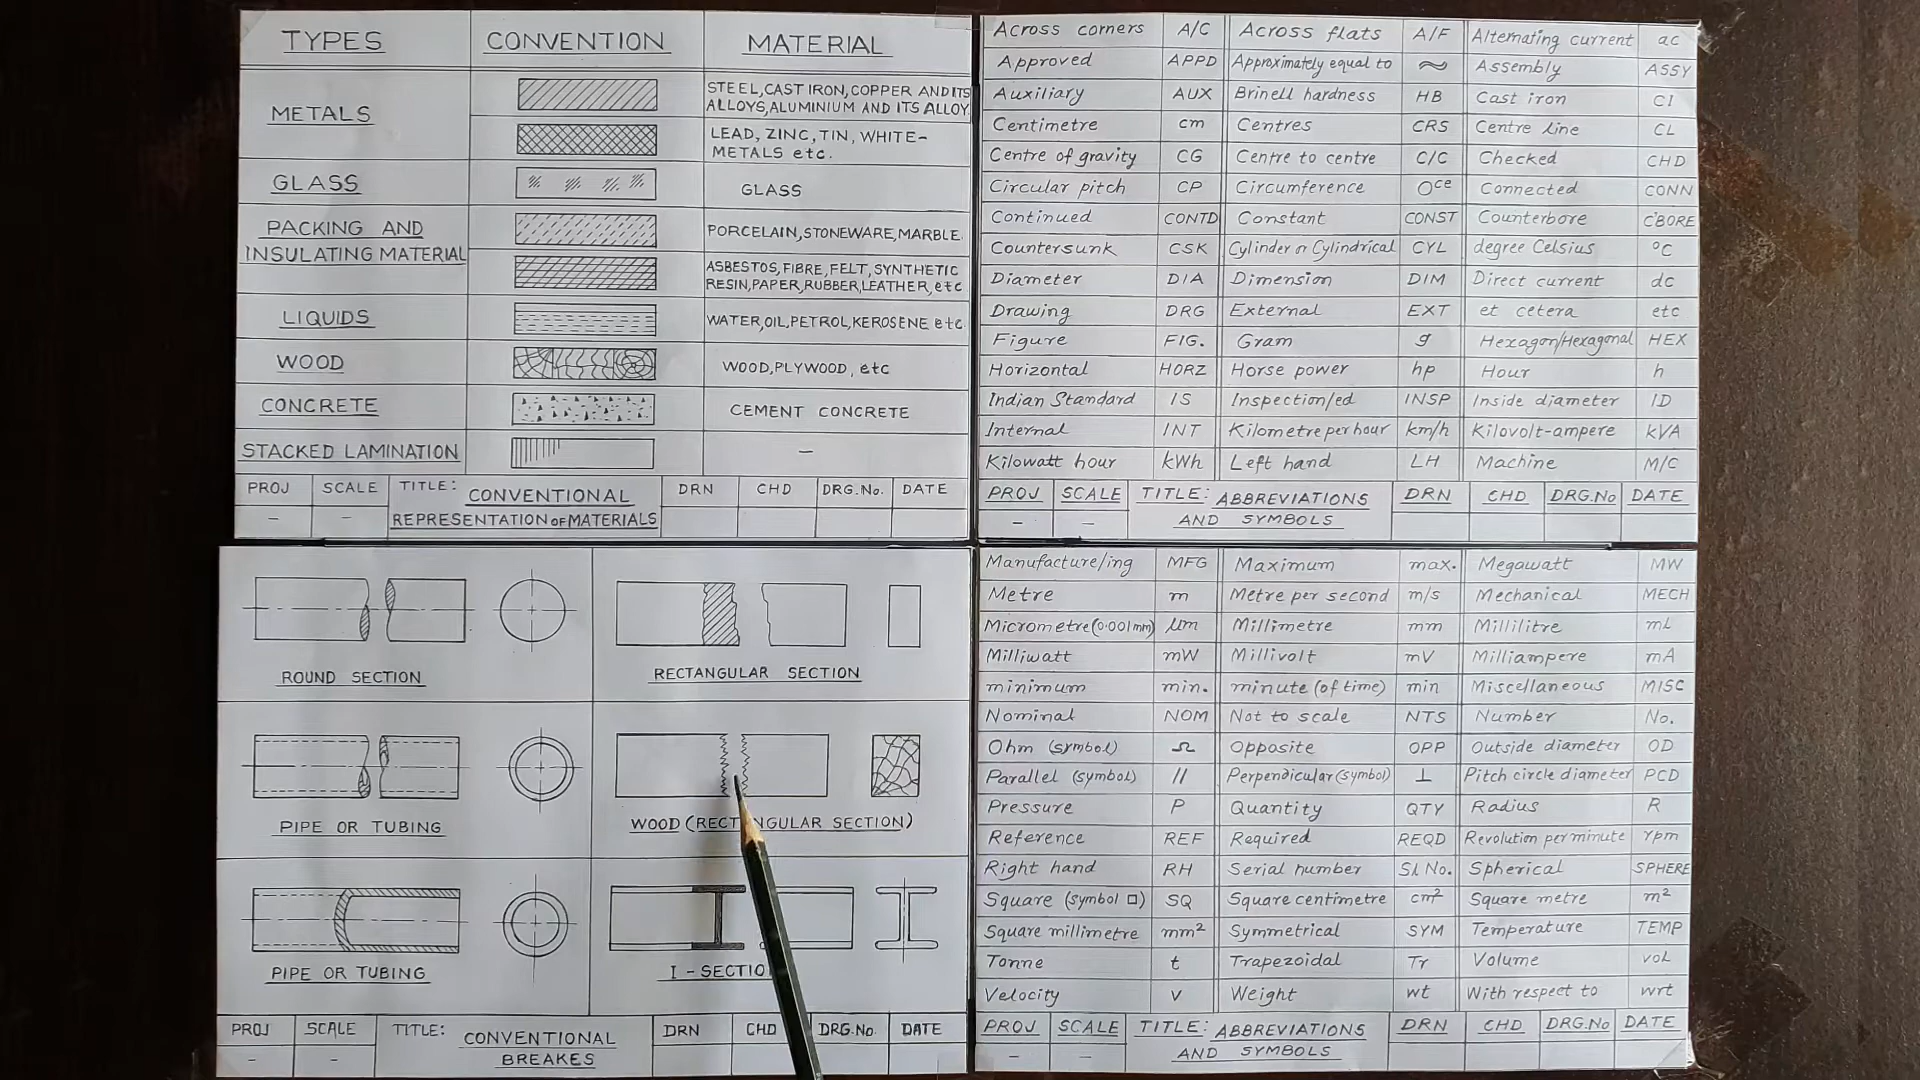 TYPES CONVENTION MATERIAL
METALS
STEEL,CAST IRON,COPPER AND ITS
ALLOYS,ALUMINIUM AND ITS ALLOY.
LEAD, ZINC, TIN, WHITE-
METALS etc.
GLASS GLASS
PACKING AND
INSULATING MATERIAL
PORCELAIN,STONEWARE,MARBLE.
ASBESTOS,FIBRE,FELT,SYNTHETIC
RESIN,PAPER,RUBBER,LEATHER,etc
LIQUIDS WATER,OIL,PETROL,KEROSENE etc.
WOOD WOOD,PLYWOOD, etc
CONCRETE CEMENT CONCRETE
STACKED LAMINATION –
PROJ SCALE TITLE: CONVENTIONAL DRN CHD DRG.No. DATE
– – REPRESENTATION OF MATERIALS
Across corners A/C Across flats A/F Alternating current ac
Approved APPD Approximately equal to ≈ Assembly ASSY
Auxiliary AUX Brinell hardness HB Cast iron CI
Centimetre cm Centres CRS Centre line CL
Centre of gravity CG Centre to centre C/C Checked CHD
Circular pitch CP Circumference Oce Connected CONN
Continued CONTD Constant CONST Counterbore C'BORE
Countersunk CSK Cylinder or Cylindrical CYL degree Celsius °C
Diameter DIA Dimension DIM Direct current dc
Drawing DRG External EXT et cetera etc
Figure FIG. Gram g Hexagon/Hexagonal HEX
Horizontal HORZ Horse power hp Hour h
Indian Standard IS Inspection/ed INSP Inside diameter ID
Internal INT Kilometre per hour km/h Kilovolt-ampere kVA
Kilowatt hour kWh Left hand LH Machine M/C
PROJ SCALE TITLE: ABBREVIATIONS DRN CHD DRG.No DATE
– – AND SYMBOLS
ROUND SECTION RECTANGULAR SECTION
PIPE OR TUBING WOOD (RECTANGULAR SECTION)
PIPE OR TUBING I - SECTIO
PROJ SCALE TITLE: CONVENTIONAL DRN CHD DRG.No. DATE
– – BREAKES
Manufacture/ing MFG Maximum max. Megawatt MW
Metre m Metre per second m/s Mechanical MECH
Micrometre(0.001mm) µm Millimetre mm Millilitre mL
Milliwatt mW Millivolt mV Milliampere mA
minimum min. minute (of time) min Miscellaneous MISC
Nominal NOM Not to scale NTS Number No.
Ohm (symbol) Ω Opposite OPP Outside diameter OD
Parallel (symbol) // Perpendicular (symbol) ⊥ Pitch circle diameter PCD
Pressure P Quantity QTY Radius R
Reference REF Required REQD Revolution per minute rpm
Right hand RH Serial number Sl.No. Spherical SPHERE
Square (symbol □) SQ Square centimetre cm² Square metre m²
Square millimetre mm² Symmetrical SYM Temperature TEMP
Tonne t Trapezoidal Tr Volume vol
Velocity v Weight wt With respect to wrt
PROJ SCALE TITLE: ABBREVIATIONS DRN CHD DRG.No DATE
– – AND SYMBOLS